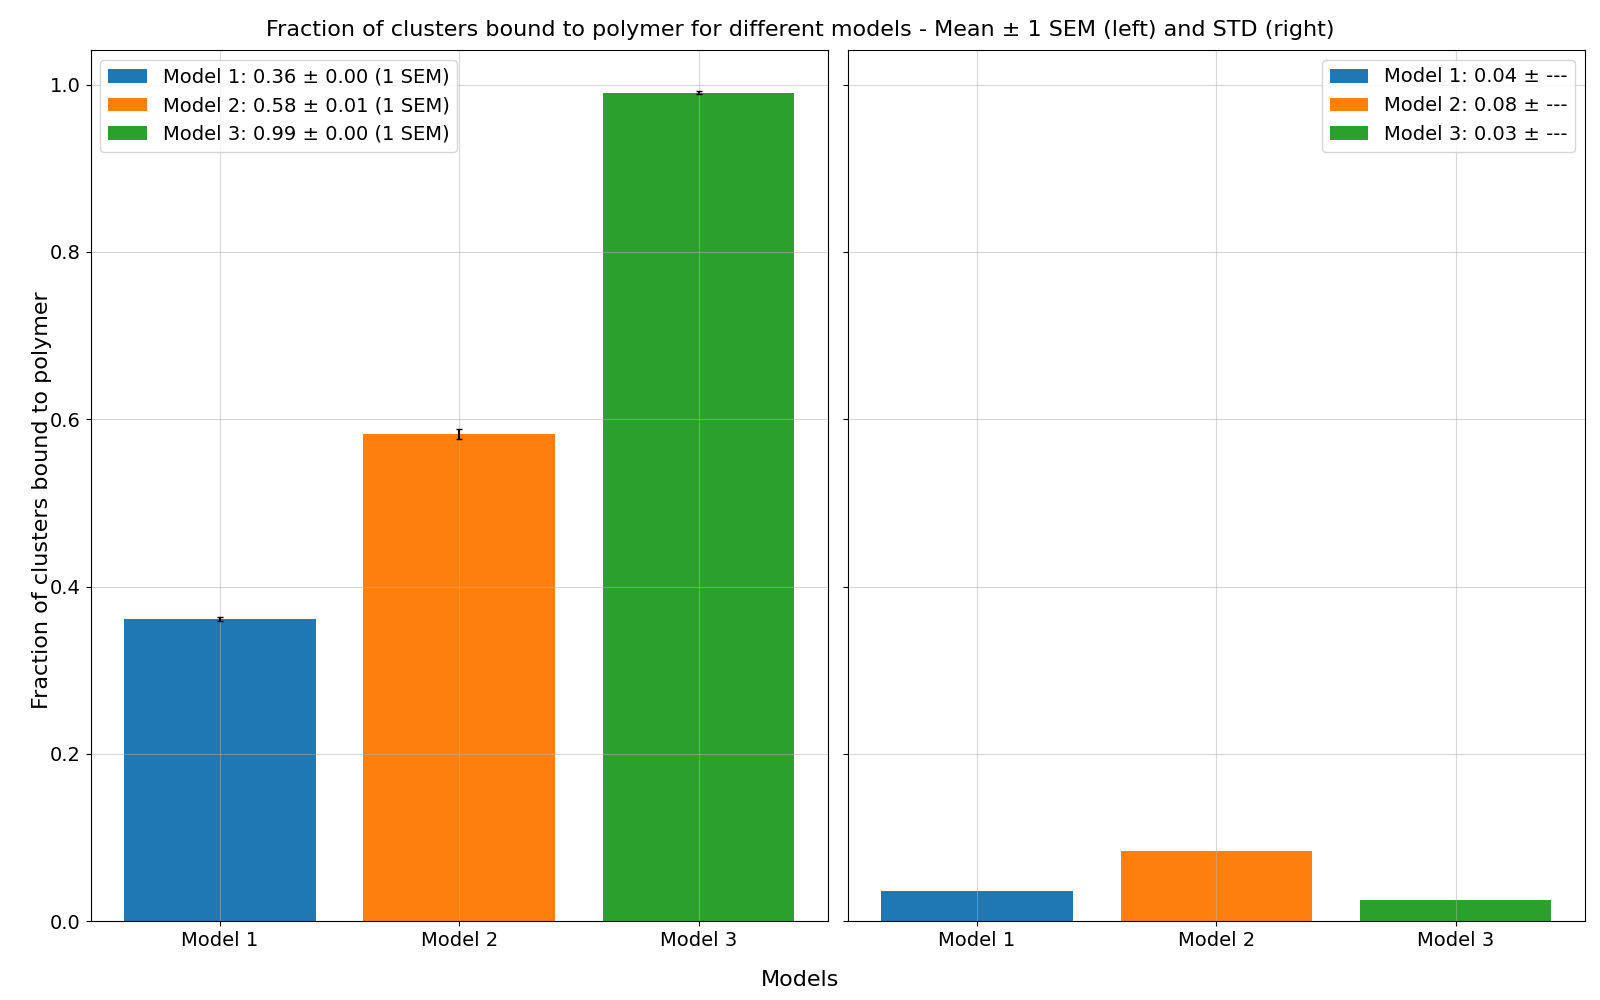 Fraction of clusters bound to polymer for different models - Mean ± 1 SEM (left) and STD (right)
Fraction of clusters bound to polymer
1.0
0.8
0.6
0.4
0.2
0.0
Model 1: 0.36 ± 0.00 (1 SEM)
Model 2: 0.58 ± 0.01 (1 SEM)
Model 3: 0.99 ± 0.00 (1 SEM)
Model 1 Model 2 Model 3
Model 1: 0.04 ± ---
Model 2: 0.08 ± ---
Model 3: 0.03 ± ---
Model 1 Model 2 Model 3
Models